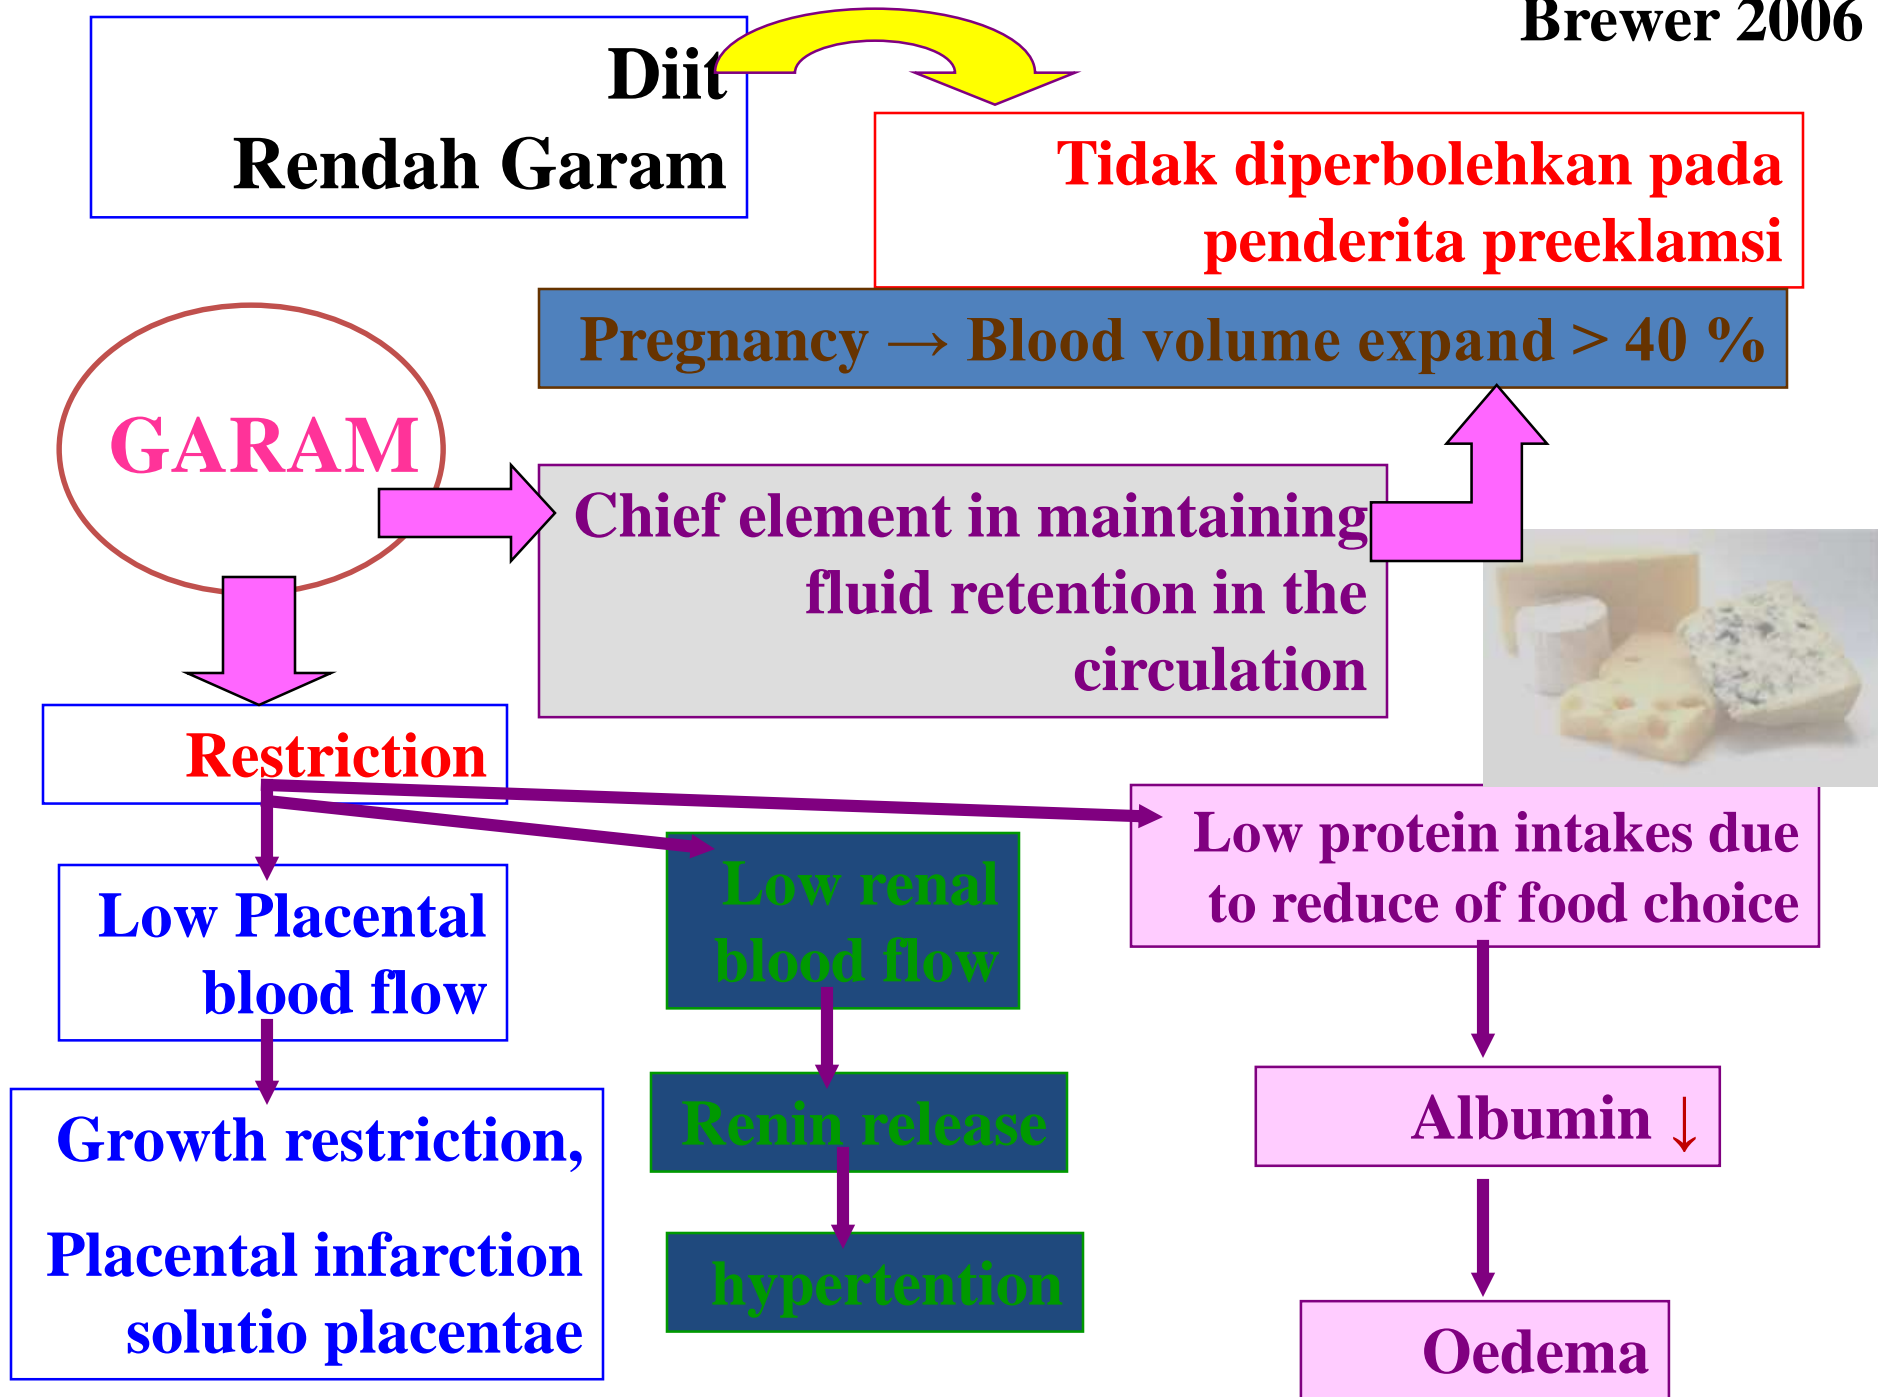 Brewer 2006
Diit
Rendah Garam
Tidak diperbolehkan pada
penderita preeklamsi
Pregnancy → Blood volume expand > 40 %
GARAM
Chief element in maintaining
fluid retention in the
circulation
Restriction
Low Placental
blood flow
Growth restriction,
Placental infarction
solutio placentae
Low renal
blood flow
Renin release
hypertention
Low protein intakes due
to reduce of food choice
Albumin ↓
Oedema